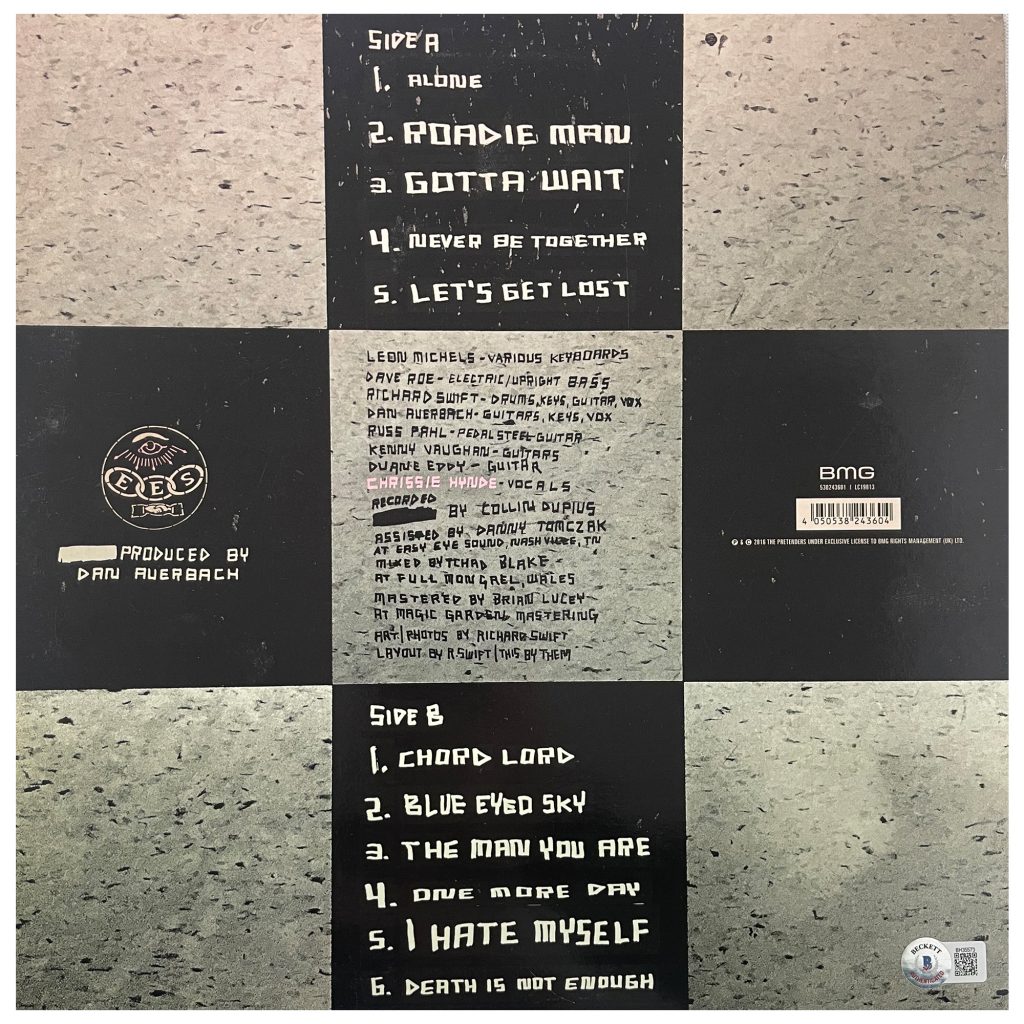 SIDE A
1. ALONE
2. ROADIE MAN
3. GOTTA WAIT
4. NEVER BE TOGETHER
5. LET'S GET LOST
LEON MICHELS - VARIOUS KEYBOARDS
DAVE ROE - ELECTRIC/UPRIGHT BASS
RICHARD SWIFT - DRUMS, KEYS, GUITAR, VOX
DAN AUERBACH - GUITARS, KEYS, VOX
RUSS PAHL - PEDAL STEEL GUITAR
KENNY VAUGHAN - GUITARS
DUANE EDDY - GUITAR
CHRISSIE HYNDE - VOCALS
RECORDED
BY COLLIN DUPIUS
ASSISTED BY DANNY TOMCZAK
AT EASY EYE SOUND, NASHVILLE, TN
MIXED BY TCHAD BLAKE
AT FULL MONGREL, WALES
MASTERED BY BRIAN LUCEY
AT MAGIC GARDEN MASTERING
ART | PHOTOS BY RICHARD SWIFT
LAYOUT BY R. SWIFT | THIS BY THEM
EES
PRODUCED BY
DAN AUERBACH
BMG
538243601 | LC19813
4 050538 243604
℗ & © 2016 THE PRETENDERS UNDER EXCLUSIVE LICENSE TO BMG RIGHTS MANAGEMENT (UK) LTD.
SIDE B
1. CHORD LORD
2. BLUE EYED SKY
3. THE MAN YOU ARE
4. ONE MORE DAY
5. I HATE MYSELF
6. DEATH IS NOT ENOUGH
BECKETT
B
AUTHENTICATED
BH35573